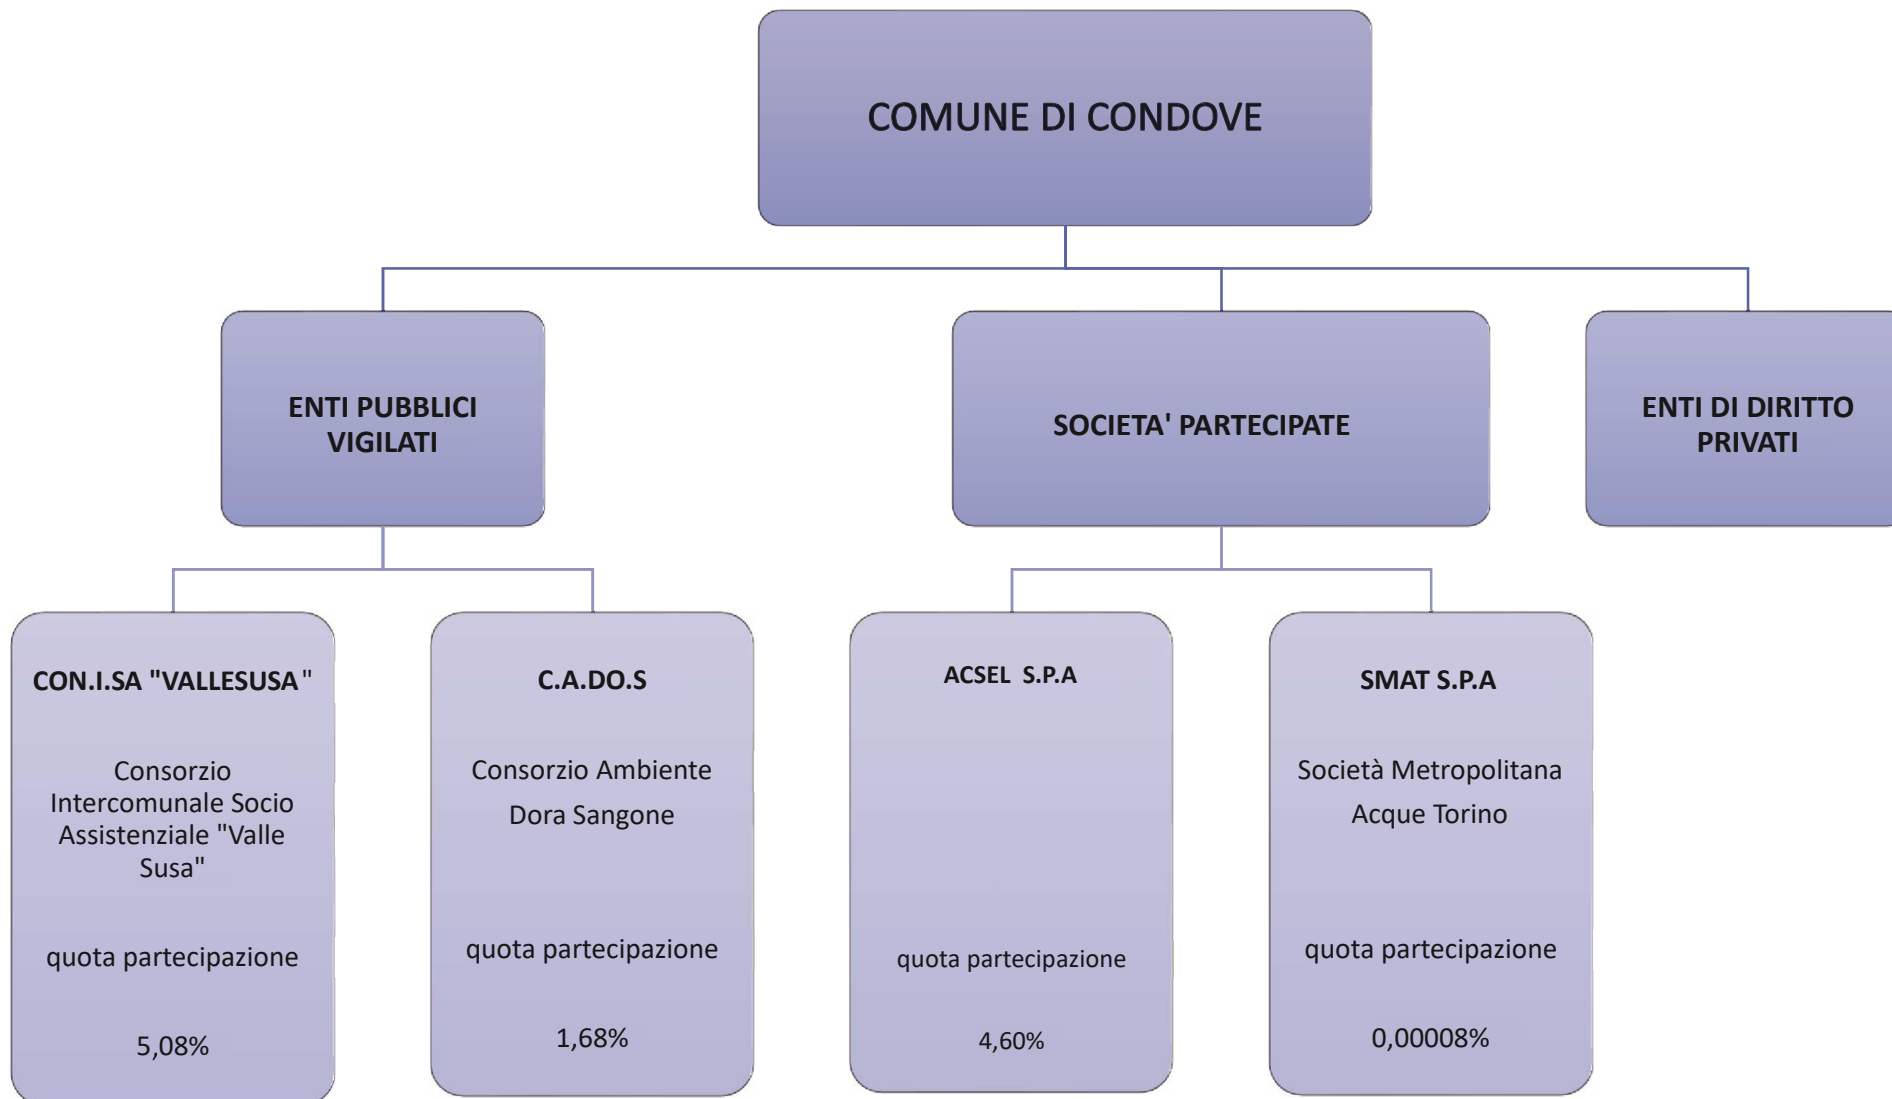 COMUNE DI CONDOVE
ENTI PUBBLICI
VIGILATI
SOCIETA' PARTECIPATE
ENTI DI DIRITTO
PRIVATI
CON.I.SA "VALLESUSA"
Consorzio
Intercomunale Socio
Assistenziale "Valle
Susa"
quota partecipazione
5,08%
C.A.DO.S
Consorzio Ambiente
Dora Sangone
quota partecipazione
1,68%
ACSEL S.P.A
quota partecipazione
4,60%
SMAT S.P.A
Società Metropolitana
Acque Torino
quota partecipazione
0,00008%